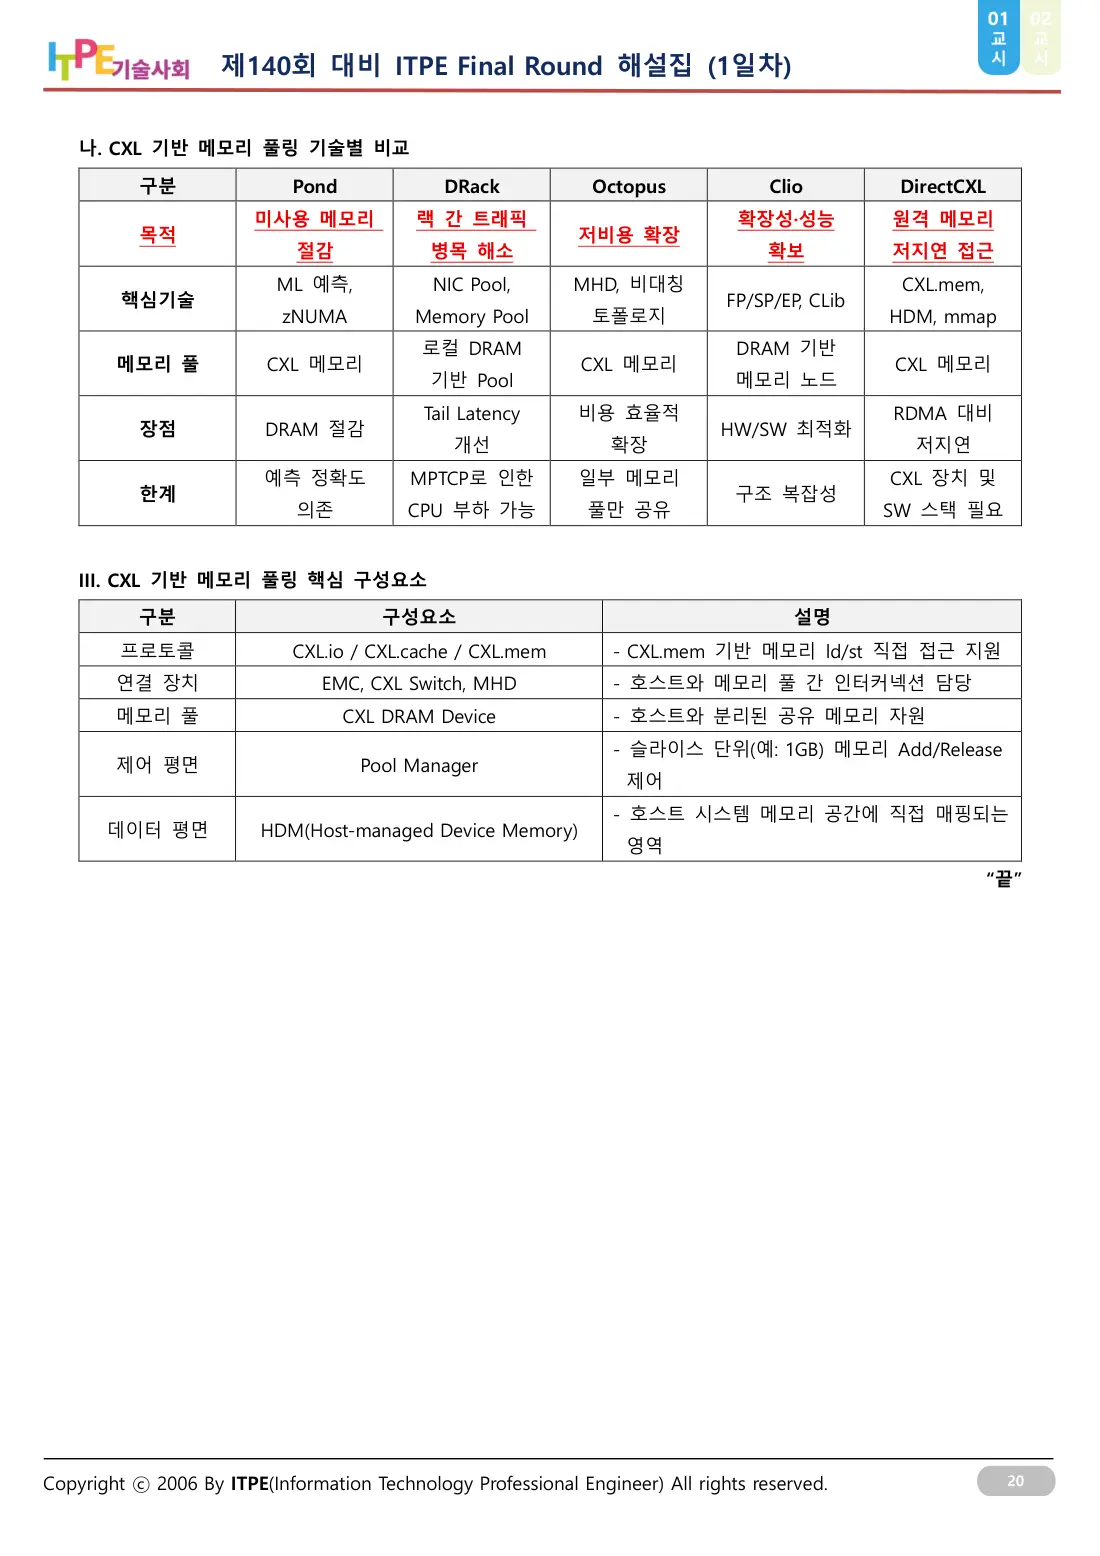 ITPE기술사회 제140회 대비 ITPE Final Round 해설집 (1일차)
01 교 시
02 교 시
나. CXL 기반 메모리 풀링 기술별 비교
구분 Pond DRack Octopus Clio DirectCXL
목적 미사용 메모리 절감 랙 간 트래픽 병목 해소 저비용 확장 확장성·성능 확보 원격 메모리 저지연 접근
핵심기술 ML 예측, zNUMA NIC Pool, Memory Pool MHD, 비대칭 토폴로지 FP/SP/EP, CLib CXL.mem, HDM, mmap
메모리 풀 CXL 메모리 로컬 DRAM 기반 Pool CXL 메모리 DRAM 기반 메모리 노드 CXL 메모리
장점 DRAM 절감 Tail Latency 개선 비용 효율적 확장 HW/SW 최적화 RDMA 대비 저지연
한계 예측 정확도 의존 MPTCP로 인한 CPU 부하 가능 일부 메모리 풀만 공유 구조 복잡성 CXL 장치 및 SW 스택 필요
III. CXL 기반 메모리 풀링 핵심 구성요소
구분 구성요소 설명
프로토콜 CXL.io / CXL.cache / CXL.mem - CXL.mem 기반 메모리 ld/st 직접 접근 지원
연결 장치 EMC, CXL Switch, MHD - 호스트와 메모리 풀 간 인터커넥션 담당
메모리 풀 CXL DRAM Device - 호스트와 분리된 공유 메모리 자원
제어 평면 Pool Manager - 슬라이스 단위(예: 1GB) 메모리 Add/Release 제어
데이터 평면 HDM(Host-managed Device Memory) - 호스트 시스템 메모리 공간에 직접 매핑되는 영역
“끝”
Copyright ⓒ 2006 By ITPE(Information Technology Professional Engineer) All rights reserved.
20